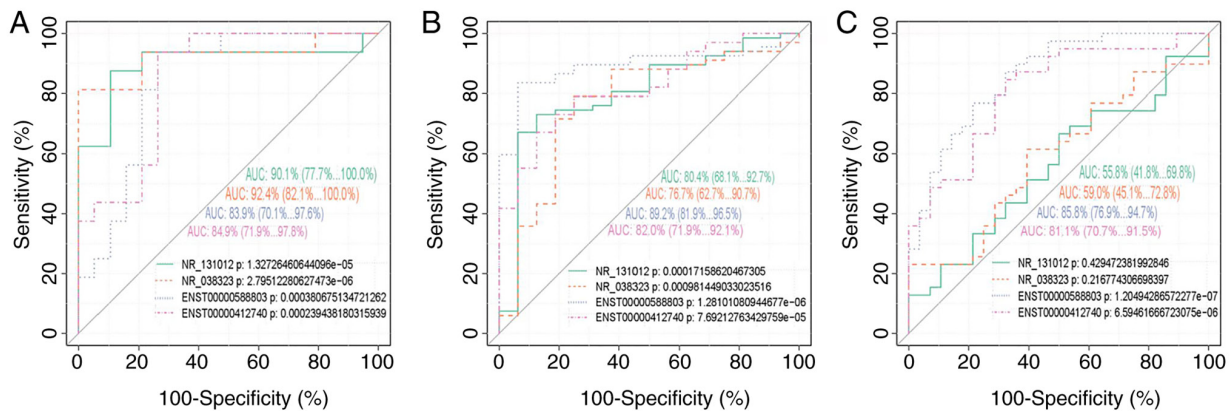 A
Sensitivity (%)
100
80
60
40
20
0
AUC: 90.1% (77.7%...100.0%)
AUC: 92.4% (82.1%...100.0%)
AUC: 83.9% (70.1%...97.6%)
AUC: 84.9% (71.9%...97.8%)
NR_131012 p: 1.32726460644096e-05
NR_038323 p: 2.79512280627473e-06
ENST00000588803 p: 0.000380675134721262
ENST00000412740 p: 0.000239438180315939
0 20 40 60 80 100
100-Specificity (%)
B
Sensitivity (%)
100
80
60
40
20
0
AUC: 80.4% (68.1%...92.7%)
AUC: 76.7% (62.7%...90.7%)
AUC: 89.2% (81.9%...96.5%)
AUC: 82.0% (71.9%...92.1%)
NR_131012 p: 0.00017158620467305
NR_038323 p: 0.000981449033023516
ENST00000588803 p: 1.28101080944677e-06
ENST00000412740 p: 7.69212763429759e-05
0 20 40 60 80 100
100-Specificity (%)
C
Sensitivity (%)
100
80
60
40
20
0
AUC: 55.8% (41.8%...69.8%)
AUC: 59.0% (45.1%...72.8%)
AUC: 85.8% (76.9%...94.7%)
AUC: 81.1% (70.7%...91.5%)
NR_131012 p: 0.429472381992846
NR_038323 p: 0.216774306698397
ENST00000588803 p: 1.20494286572277e-07
ENST00000412740 p: 6.59461666723075e-06
0 20 40 60 80 100
100-Specificity (%)